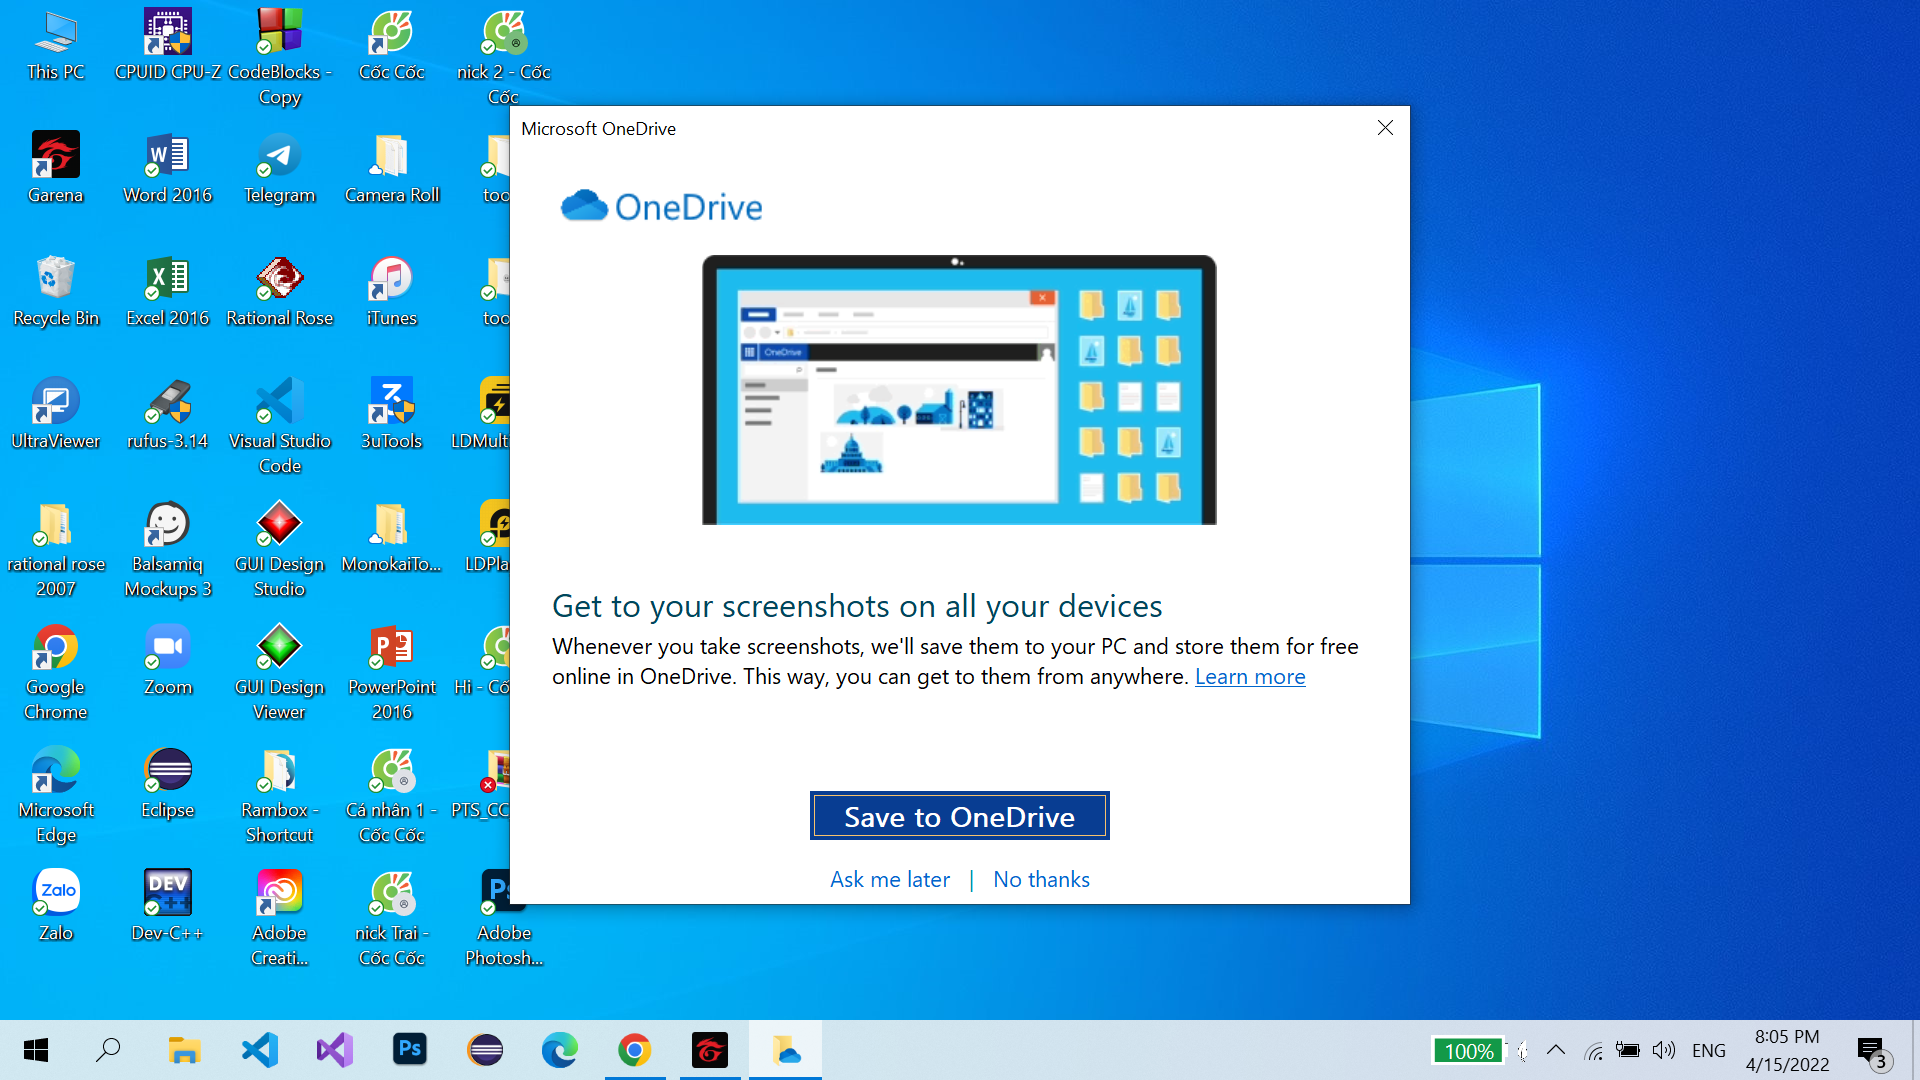 This PC
CPUID CPU-Z
CodeBlocks -
Copy
Cốc Cốc
nick 2 - Cốc
Cốc
Garena
Word 2016
Telegram
Camera Roll
too
Recycle Bin
Excel 2016
Rational Rose
iTunes
too
UltraViewer
rufus-3.14
Visual Studio
Code
3uTools
LDMult
rational rose
2007
Balsamiq
Mockups 3
GUI Design
Studio
MonokaiTo...
LDPla
Google
Chrome
Zoom
GUI Design
Viewer
PowerPoint
2016
Hi - Cố
Microsoft
Edge
Eclipse
Rambox -
Shortcut
Cá nhân 1 -
Cốc Cốc
PTS_CC
Zalo
Zalo
DEV
C++
Dev-C++
Adobe
Creati...
nick Trai -
Cốc Cốc
Ps
Adobe
Photosh...
Microsoft OneDrive
OneDrive
OneDrive
Get to your screenshots on all your devices
Whenever you take screenshots, we'll save them to your PC and store them for free
online in OneDrive. This way, you can get to them from anywhere. Learn more
Save to OneDrive
Ask me later | No thanks
Ps
100%
ENG
8:05 PM
4/15/2022
3